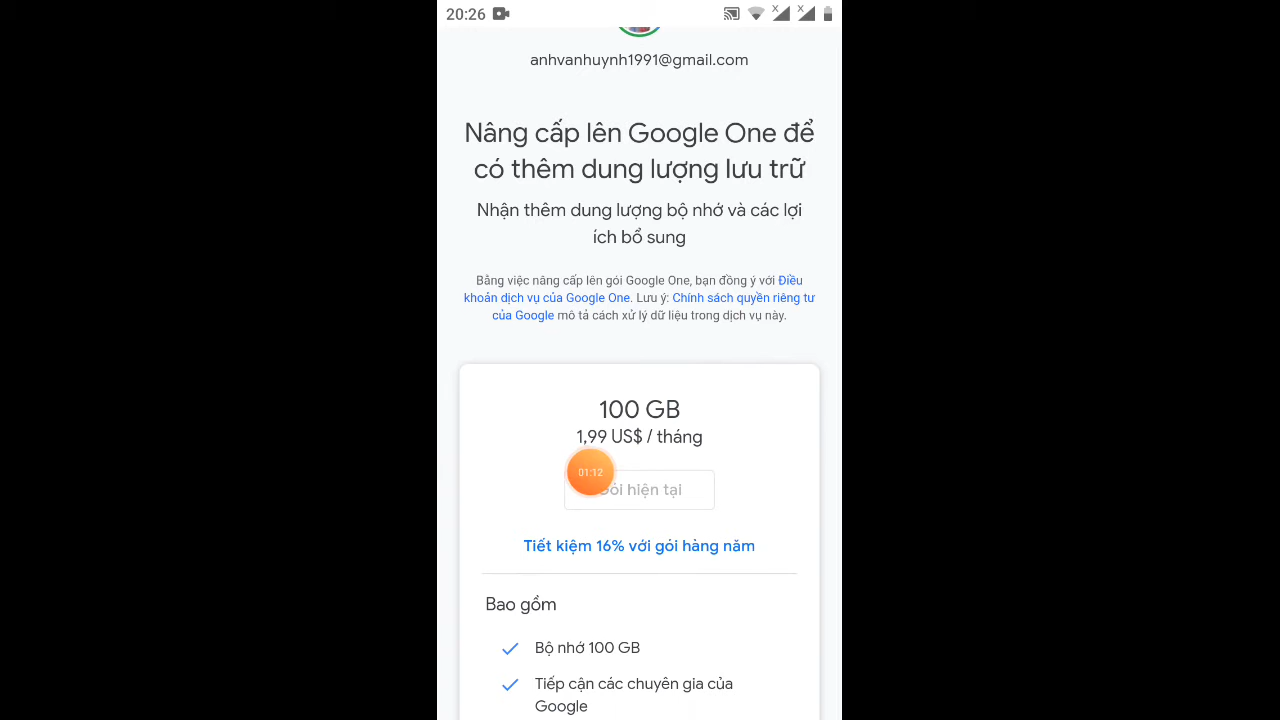 20:26
anhvanhuynh1991@gmail.com
Nâng cấp lên Google One để
có thêm dung lượng lưu trữ
Nhận thêm dung lượng bộ nhớ và các lợi
ích bổ sung
Bằng việc nâng cấp lên gói Google One, bạn đồng ý với Điều
khoản dịch vụ của Google One. Lưu ý: Chính sách quyền riêng tư
của Google mô tả cách xử lý dữ liệu trong dịch vụ này.
100 GB
1,99 US$ / tháng
01:12
hiện tại
Tiết kiệm 16% với gói hàng năm
Bao gồm
Bộ nhớ 100 GB
Tiếp cận các chuyên gia của
Google